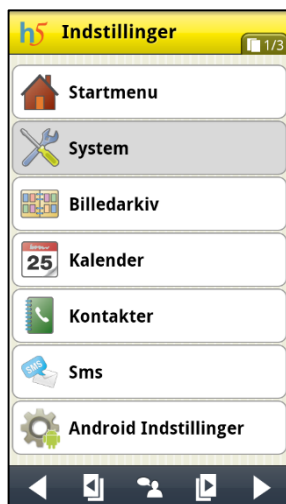 h5 Indstillinger
1/3
Startmenu
System
Billedarkiv
25 Kalender
Kontakter
SMS Sms
Android Indstillinger